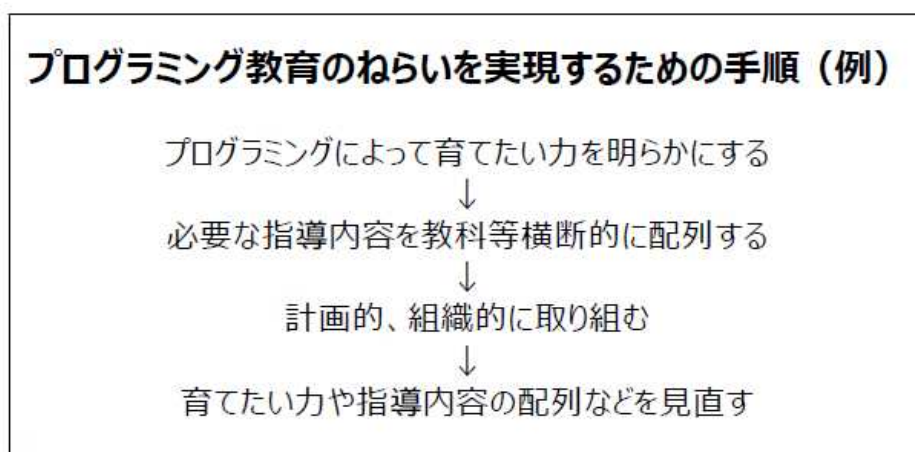 プログラミング教育のねらいを実現するための手順（例）
プログラミングによって育てたい力を明らかにする
↓
必要な指導内容を教科等横断的に配列する
↓
計画的、組織的に取り組む
↓
育てたい力や指導内容の配列などを見直す